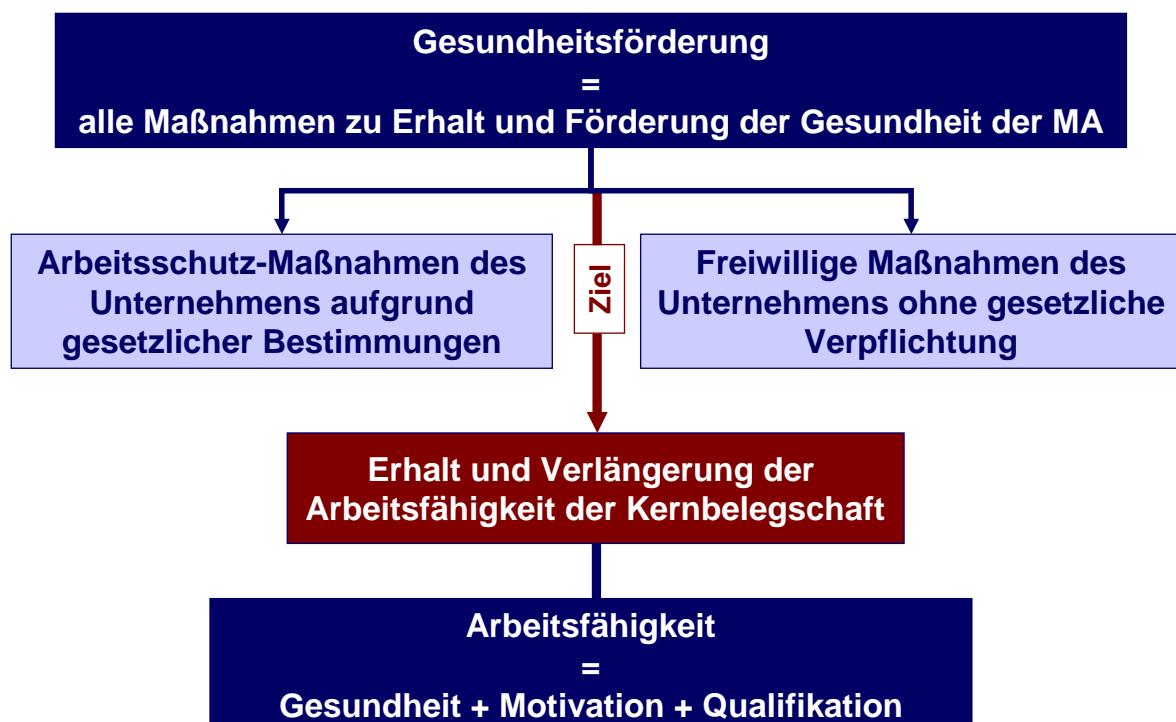 Gesundheitsförderung
=
alle Maßnahmen zu Erhalt und Förderung der Gesundheit der MA
Arbeitsschutz-Maßnahmen des
Unternehmens aufgrund
gesetzlicher Bestimmungen
Ziel
Freiwillige Maßnahmen des
Unternehmens ohne gesetzliche
Verpflichtung
Erhalt und Verlängerung der
Arbeitsfähigkeit der Kernbelegschaft
Arbeitsfähigkeit
=
Gesundheit + Motivation + Qualifikation